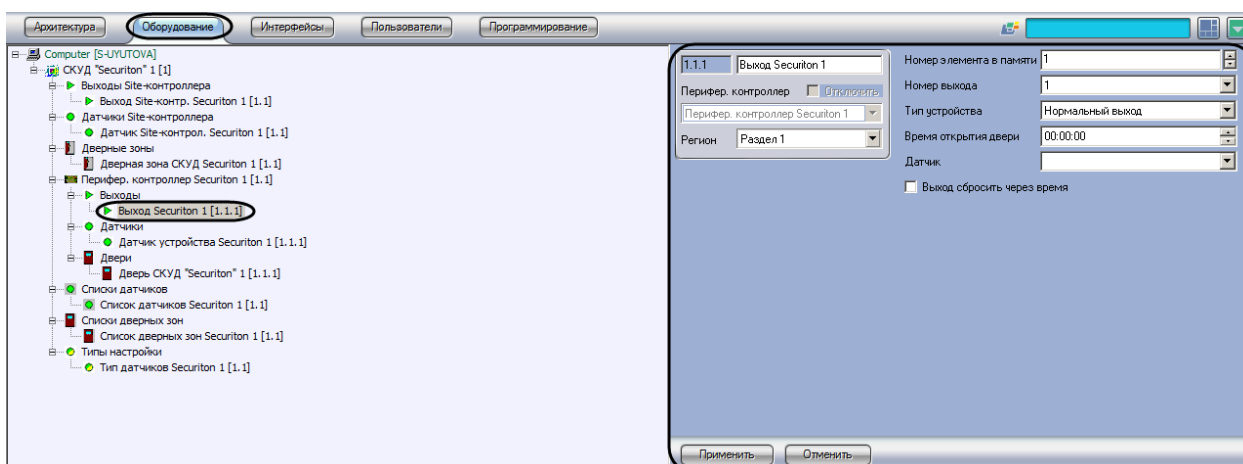 Архитектура Оборудование Интерфейсы Пользователи Программирование
Computer [S-UYUTOVA]
СКУД "Securiton" 1 [1]
Выходы Site-контроллера
Выход Site-контр. Securiton 1 [1.1]
Датчики Site-контроллера
Датчик Site-контрол. Securiton 1 [1.1]
Дверные зоны
Дверная зона СКУД Securiton 1 [1.1]
Перифер. контроллер Securiton 1 [1.1]
Выходы
Выход Securiton 1 [1.1.1]
Датчики
Датчик устройства Securiton 1 [1.1.1]
Двери
Дверь СКУД "Securiton" 1 [1.1.1]
Списки датчиков
Список датчиков Securiton 1 [1.1]
Списки дверных зон
Список дверных зон Securiton 1 [1.1]
Типы настройки
Тип датчиков Securiton 1 [1.1]
1.1.1 Выход Securiton 1
Перифер. контроллер Отключить
Перифер. контроллер Securiton 1
Регион Раздел 1
Номер элемента в памяти 1
Номер выхода 1
Тип устройства Нормальный выход
Время открытия двери 00:00:00
Датчик
Выход сбросить через время
Применить Отменить